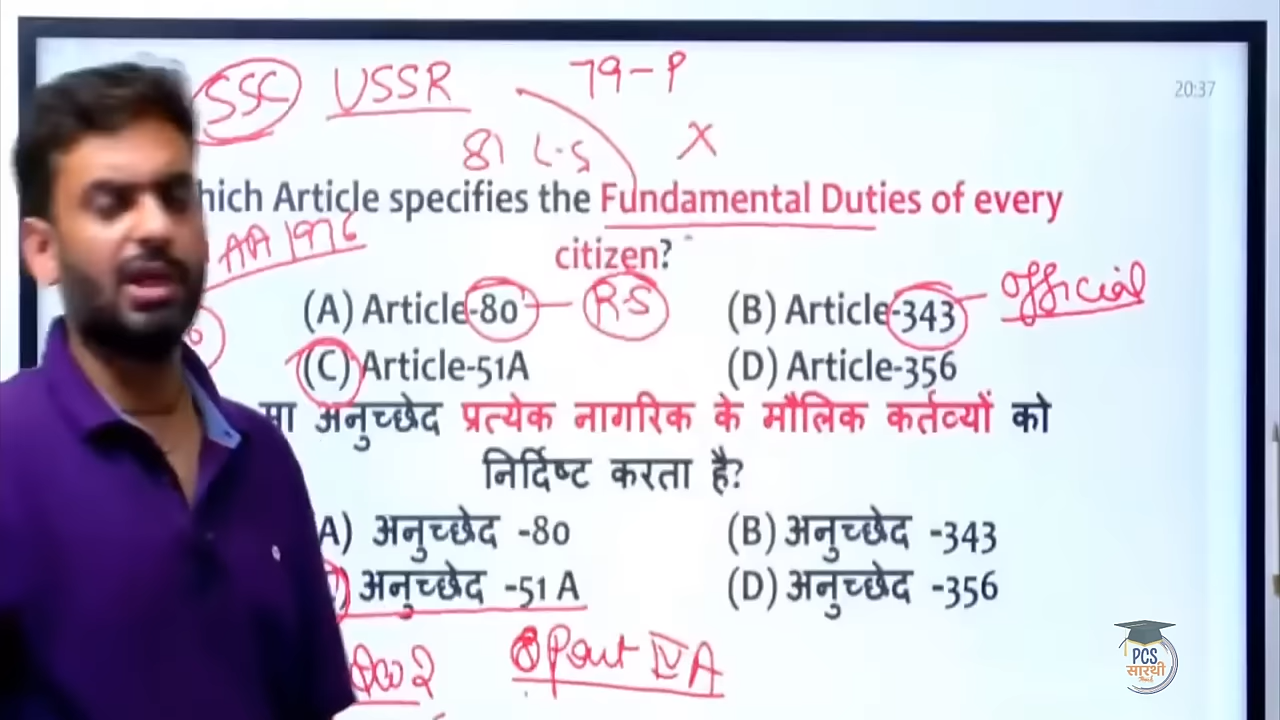 SSC USSR 79-P
20:37
81 L-S X
hich Article specifies the Fundamental Duties of every
AA 1976
citizen?
(A) Article-80 R-S (B) Article-343 Official
(C) Article-51A (D) Article-356
सा अनुच्छेद प्रत्येक नागरिक के मौलिक कर्तव्यों को
निर्दिष्ट करता है?
A) अनुच्छेद -80 (B) अनुच्छेद -343
अनुच्छेद -51 A (D) अनुच्छेद -356
Part IV A
PCS
सारथी